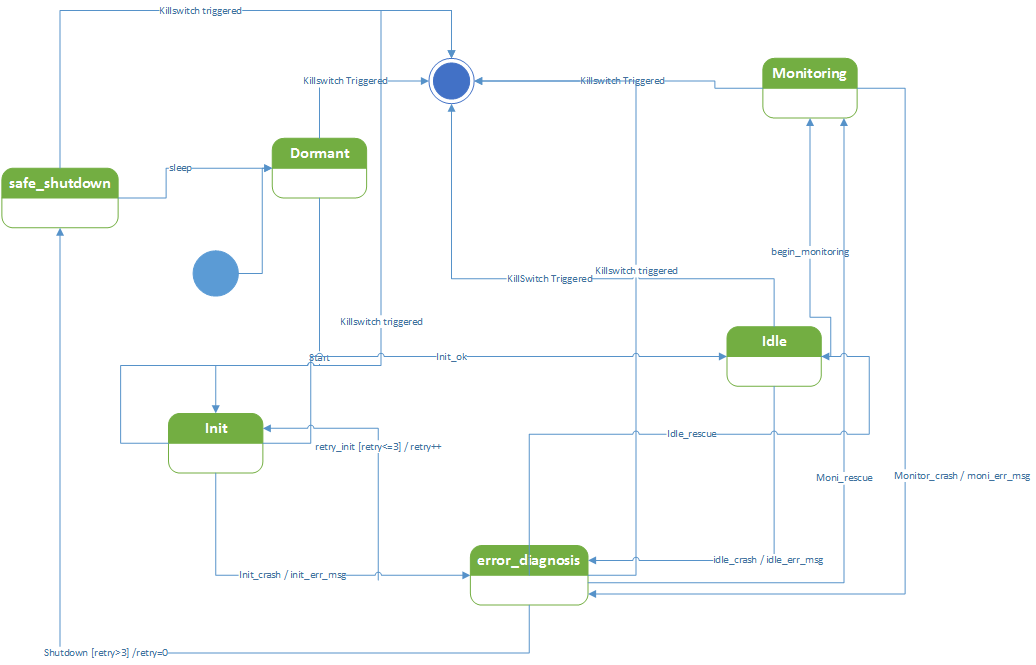 Killswitch triggered
Killswitch Triggered
Killswitch Triggered
Monitoring
Dormant
sleep
safe_shutdown
begin_monitoring
Killswitch triggered
KillSwitch Triggered
Killswitch triggered
Idle
Start
Init_ok
Init
Idle_rescue
retry_init [retry<=3] / retry++
Moni_rescue
Monitor_crash / moni_err_msg
error_diagnosis
idle_crash / idle_err_msg
Init_crash / init_err_msg
Shutdown [retry>3] /retry=0